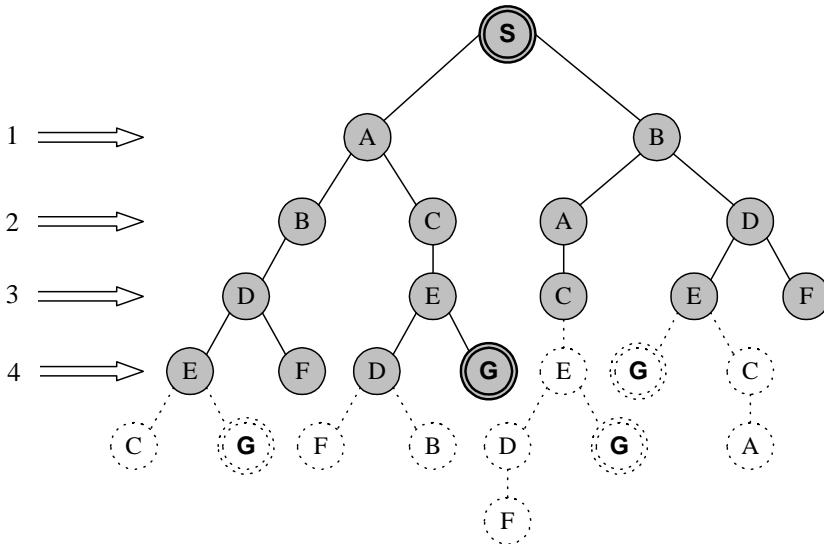 S
1 A B
2 B C A D
3 D E C E F
4 E F D G E G C
C G F B D G A
F